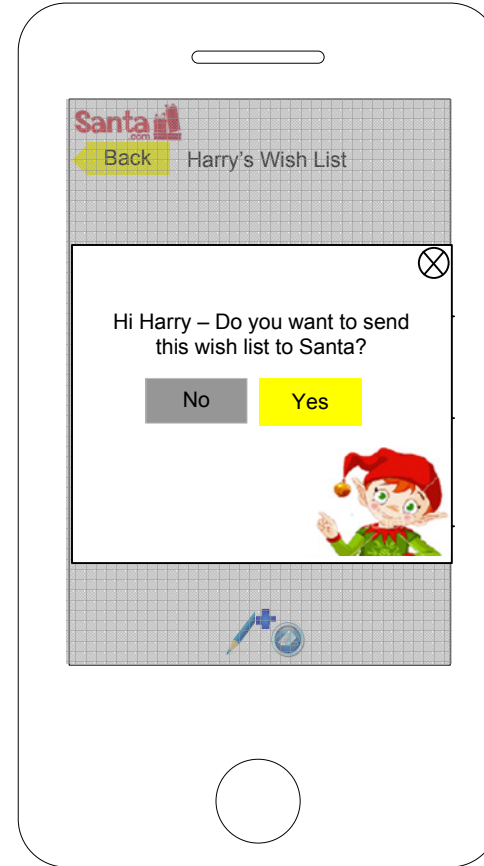 Santa
.com
Back
Harry's Wish List
Hi Harry – Do you want to send
this wish list to Santa?
No
Yes